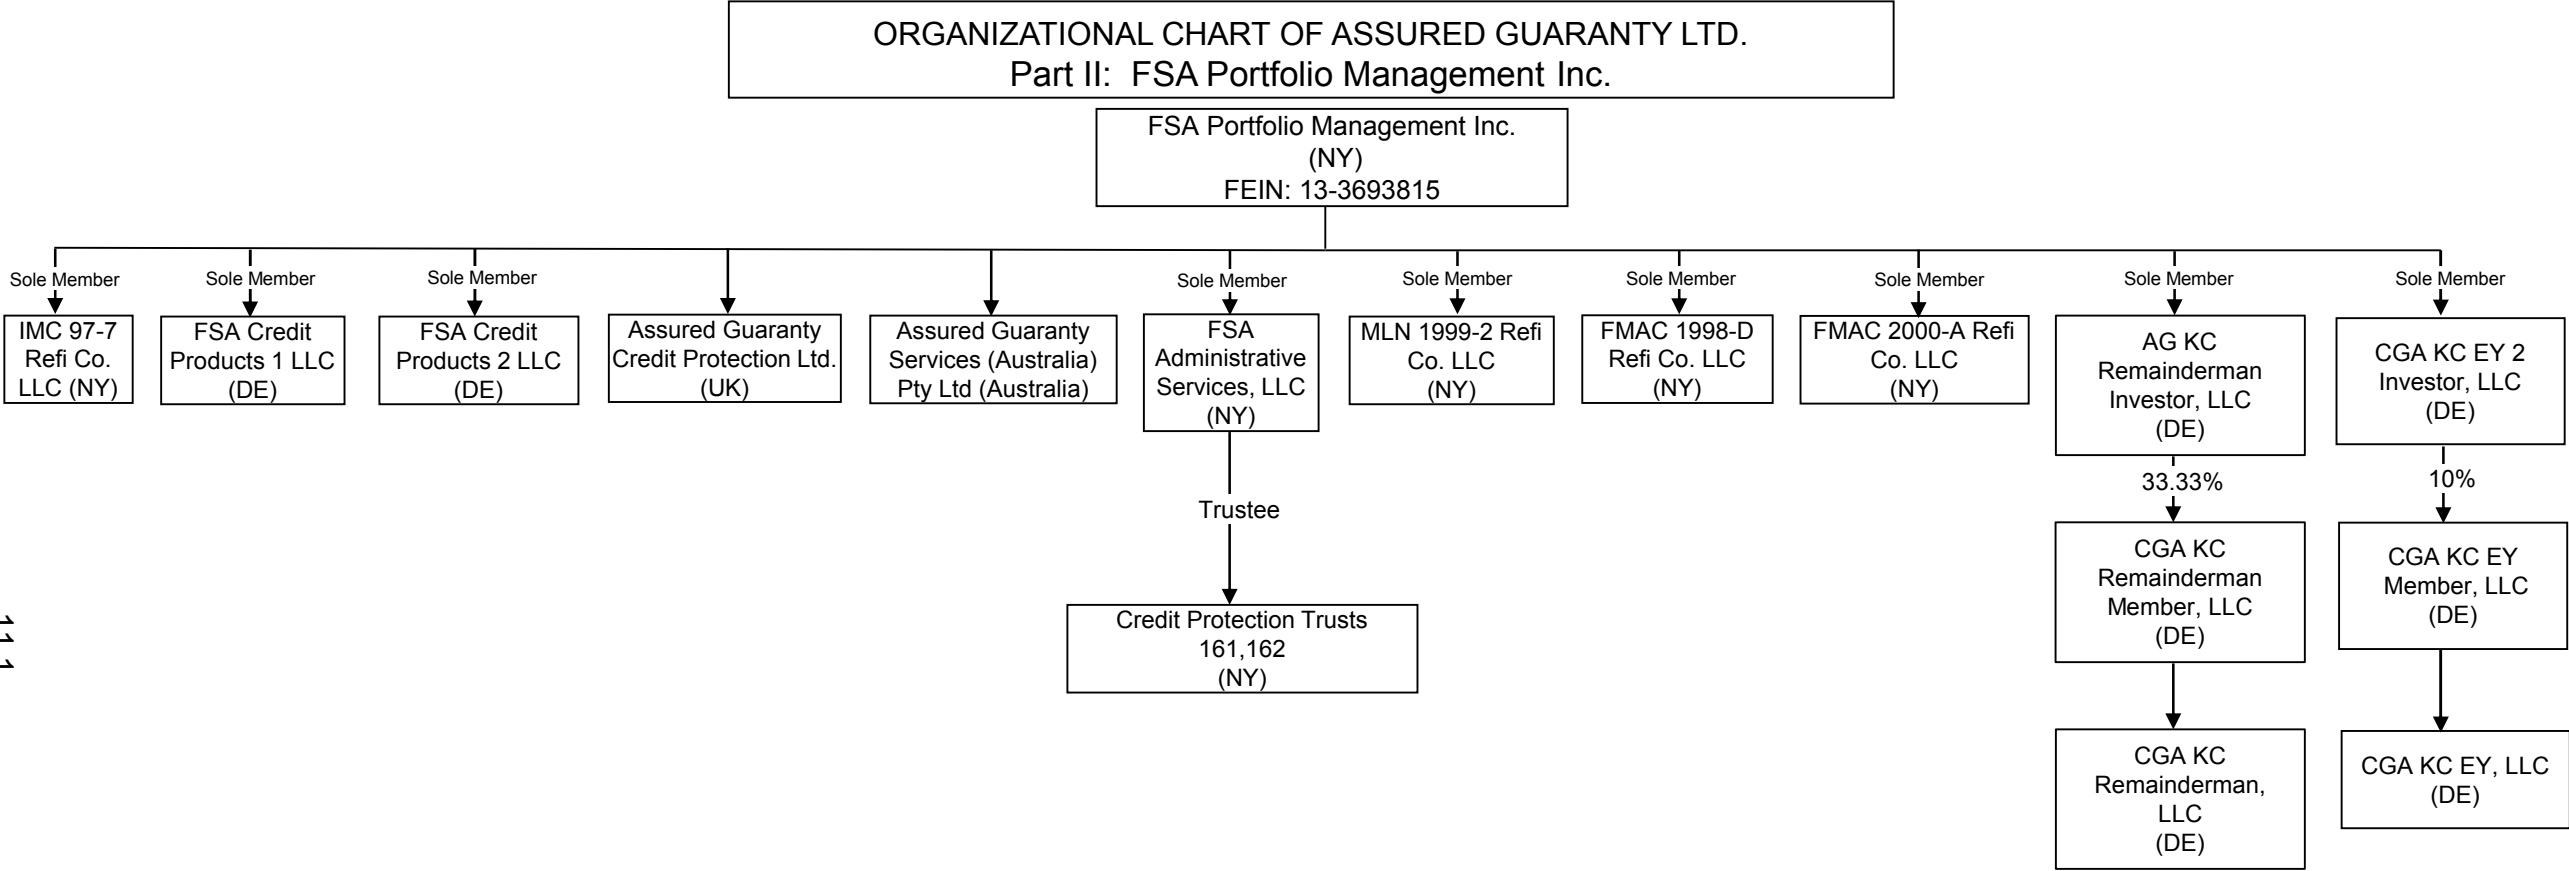 ORGANIZATIONAL CHART OF ASSURED GUARANTY LTD.
Part II: FSA Portfolio Management Inc.
FSA Portfolio Management Inc.
(NY)
FEIN: 13-3693815
Sole Member
IMC 97-7
Refi Co.
LLC (NY)
Sole Member
FSA Credit
Products 1 LLC
(DE)
Sole Member
FSA Credit
Products 2 LLC
(DE)
Assured Guaranty
Credit Protection Ltd.
(UK)
Assured Guaranty
Services (Australia)
Pty Ltd (Australia)
Sole Member
FSA
Administrative
Services, LLC
(NY)
Trustee
Credit Protection Trusts
161,162
(NY)
Sole Member
MLN 1999-2 Refi
Co. LLC
(NY)
Sole Member
FMAC 1998-D
Refi Co. LLC
(NY)
Sole Member
FMAC 2000-A Refi
Co. LLC
(NY)
Sole Member
AG KC
Remainderman
Investor, LLC
(DE)
33.33%
CGA KC
Remainderman
Member, LLC
(DE)
CGA KC
Remainderman,
LLC
(DE)
Sole Member
CGA KC EY 2
Investor, LLC
(DE)
10%
CGA KC EY
Member, LLC
(DE)
CGA KC EY, LLC
(DE)